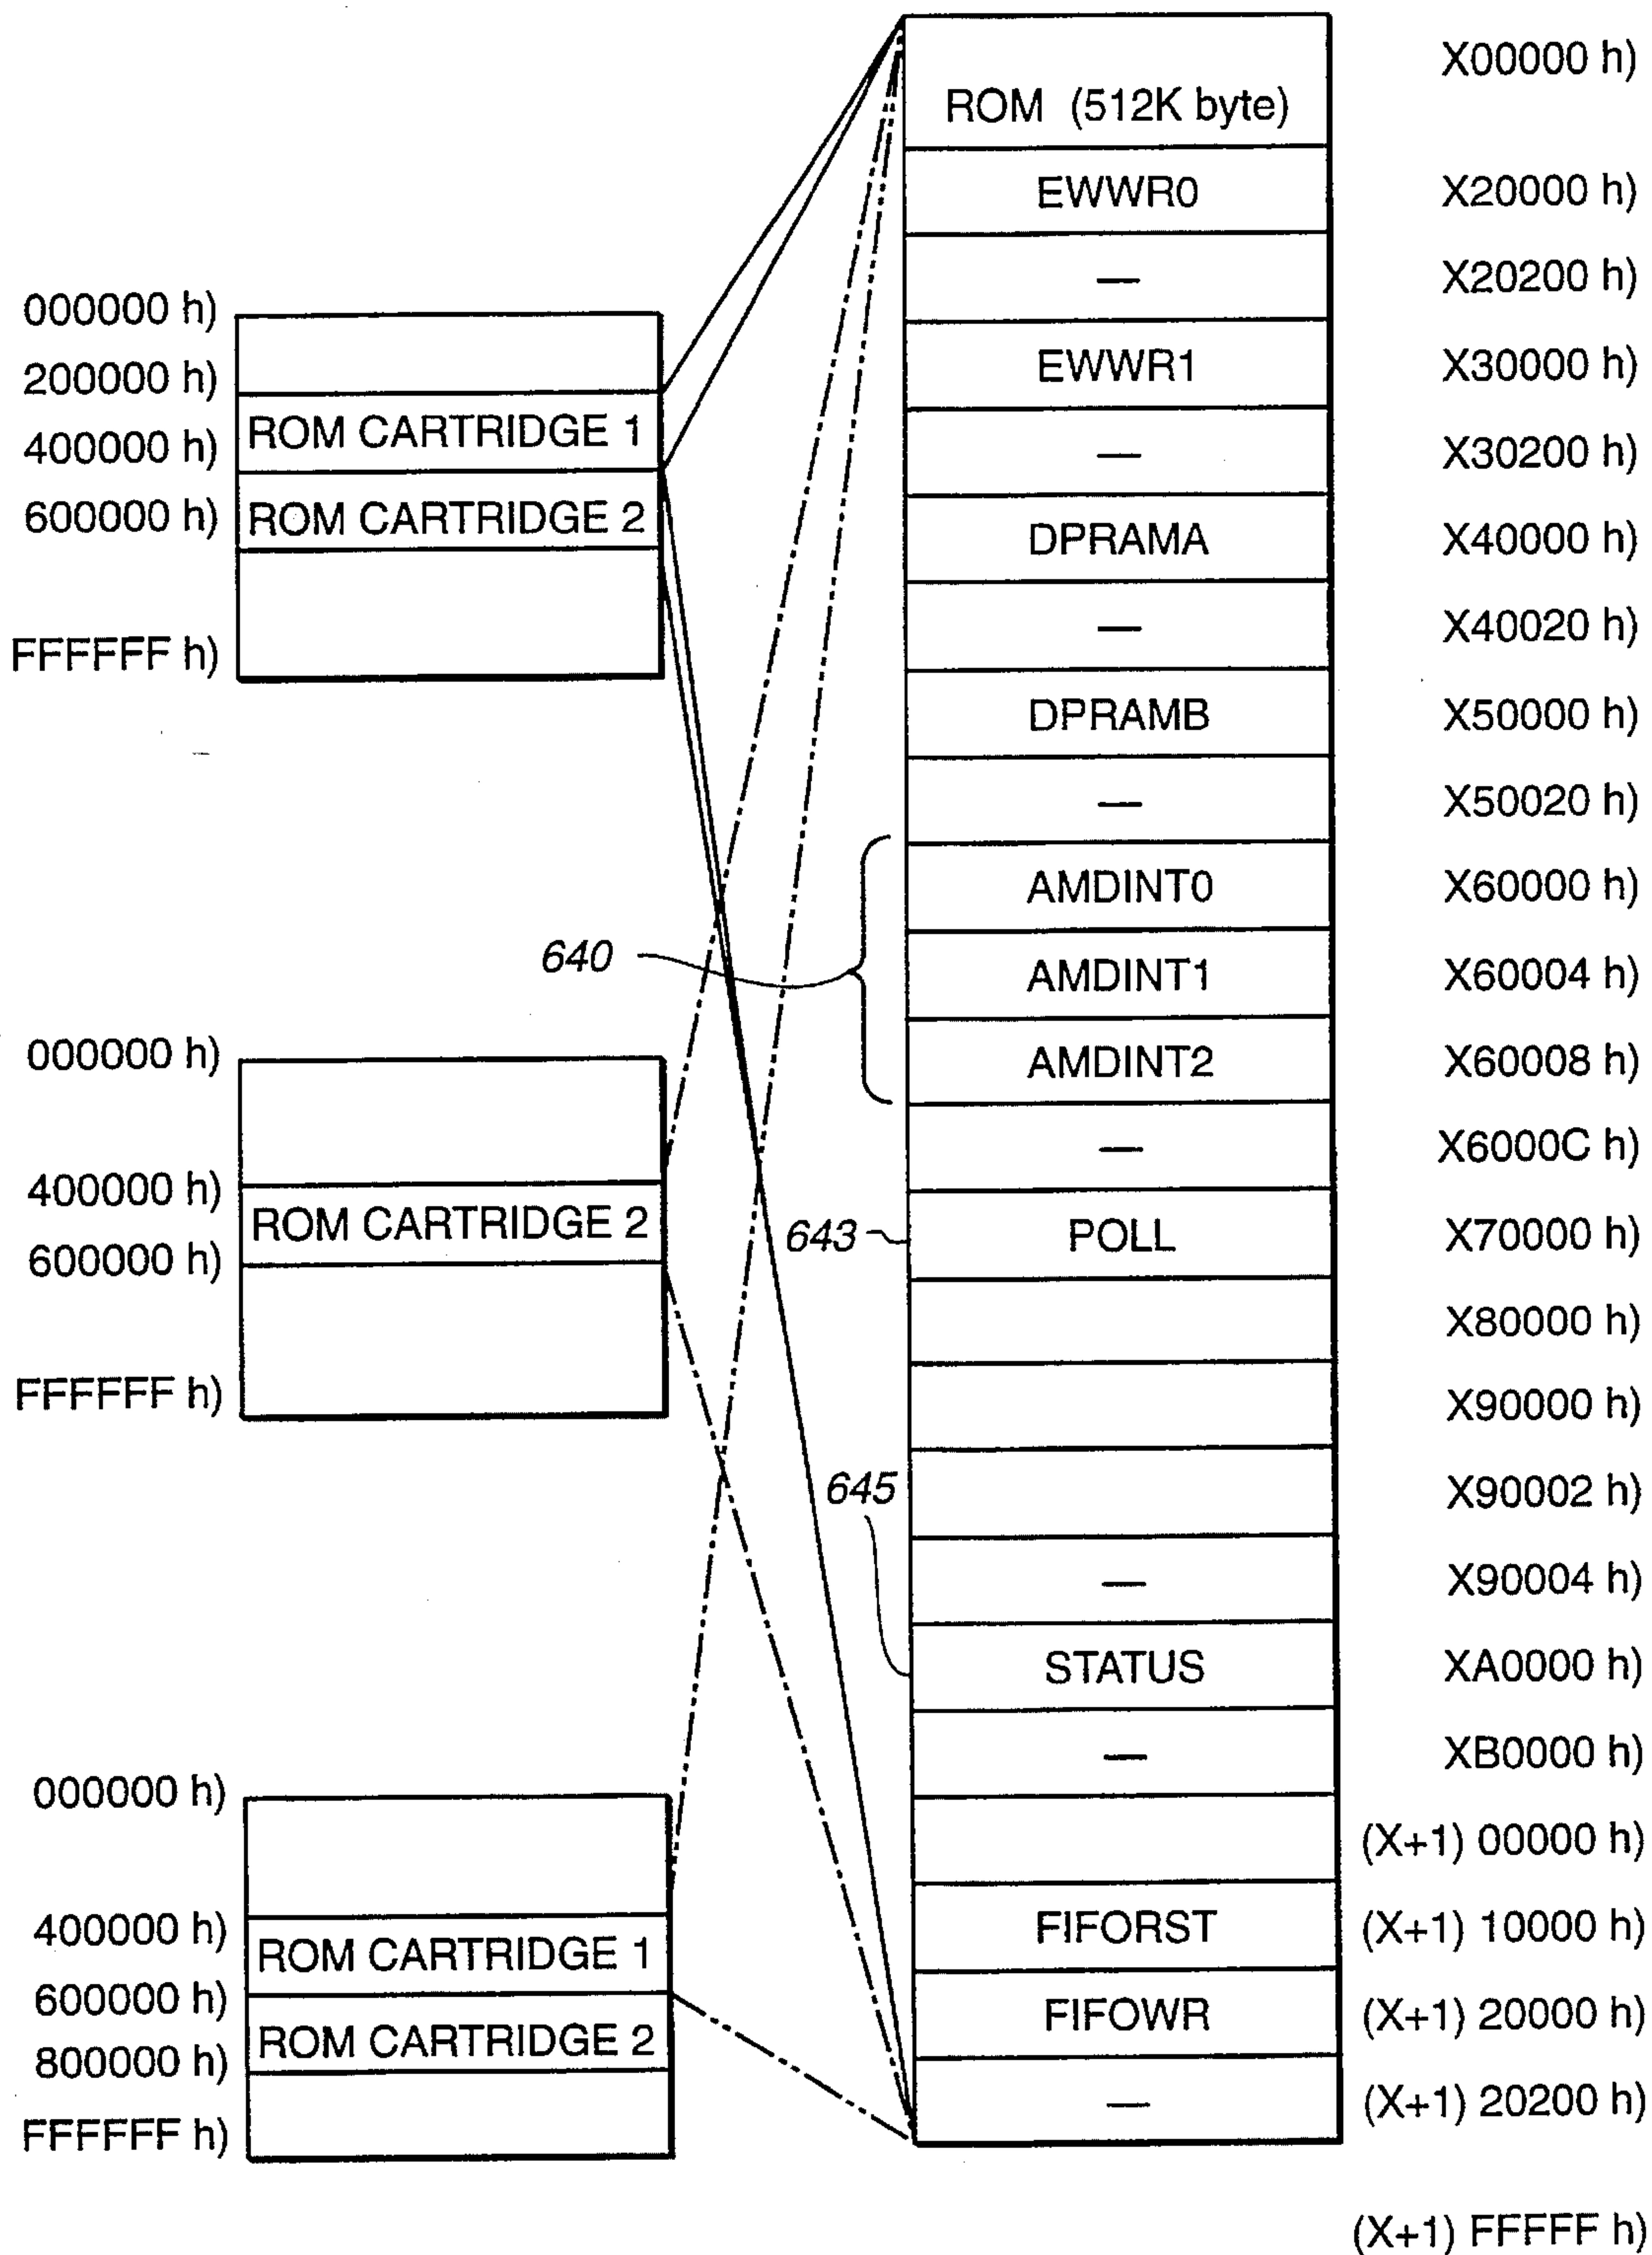 000000 h)
200000 h)
400000 h)
600000 h)
FFFFFF h)
ROM CARTRIDGE 1
ROM CARTRIDGE 2
000000 h)
400000 h)
600000 h)
FFFFFF h)
ROM CARTRIDGE 2
000000 h)
400000 h)
600000 h)
800000 h)
FFFFFF h)
ROM CARTRIDGE 1
ROM CARTRIDGE 2
640
643
645
ROM (512K byte) X00000 h)
EWWR0 X20000 h)
— X20200 h)
EWWR1 X30000 h)
— X30200 h)
DPRAMA X40000 h)
— X40020 h)
DPRAMB X50000 h)
— X50020 h)
AMDINT0 X60000 h)
AMDINT1 X60004 h)
AMDINT2 X60008 h)
— X6000C h)
POLL X70000 h)
X80000 h)
X90000 h)
X90002 h)
— X90004 h)
STATUS XA0000 h)
— XB0000 h)
(X+1) 00000 h)
FIFORST (X+1) 10000 h)
FIFOWR (X+1) 20000 h)
— (X+1) 20200 h)
(X+1) FFFFF h)